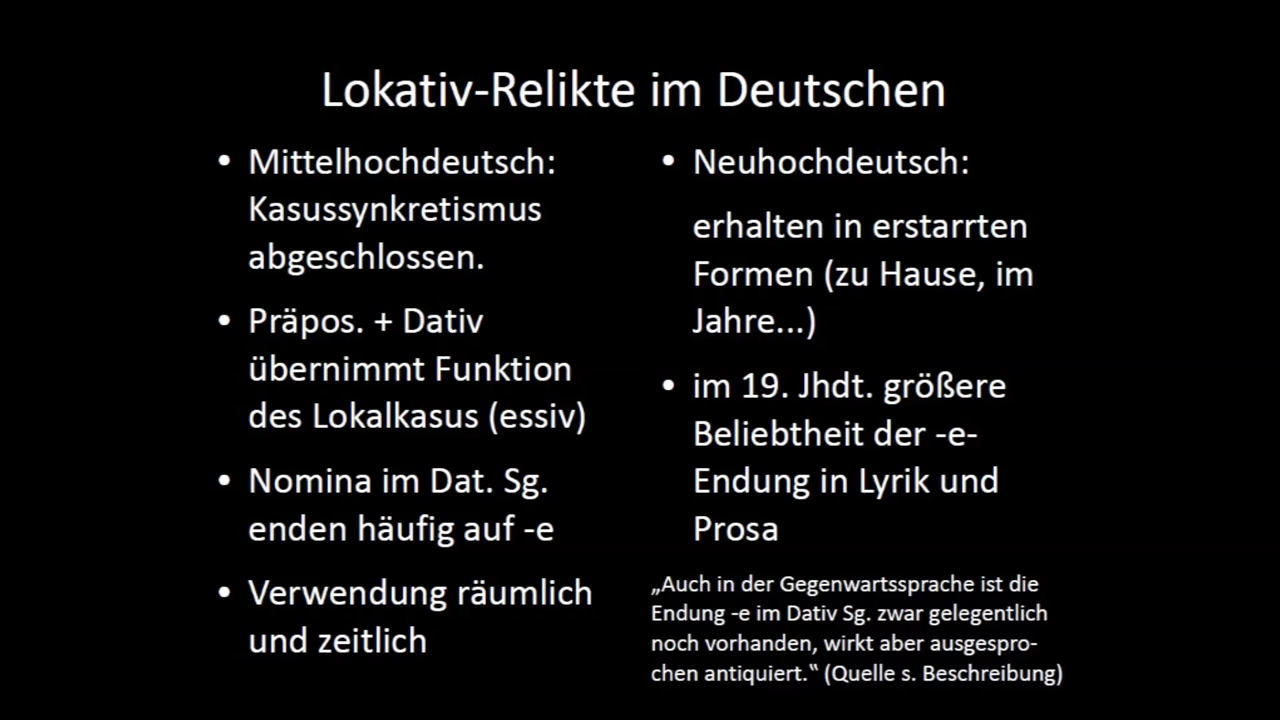 Lokativ-Relikte im Deutschen
• Mittelhochdeutsch:
Kasussynkretismus
abgeschlossen.
• Präpos. + Dativ
übernimmt Funktion
des Lokalkasus (essiv)
• Nomina im Dat. Sg.
enden häufig auf -e
• Verwendung räumlich
und zeitlich
• Neuhochdeutsch:
erhalten in erstarrten
Formen (zu Hause, im
Jahre...)
• im 19. Jhdt. größere
Beliebtheit der -e-
Endung in Lyrik und
Prosa
„Auch in der Gegenwartssprache ist die
Endung -e im Dativ Sg. zwar gelegentlich
noch vorhanden, wirkt aber ausgespro-
chen antiquiert.“ (Quelle s. Beschreibung)